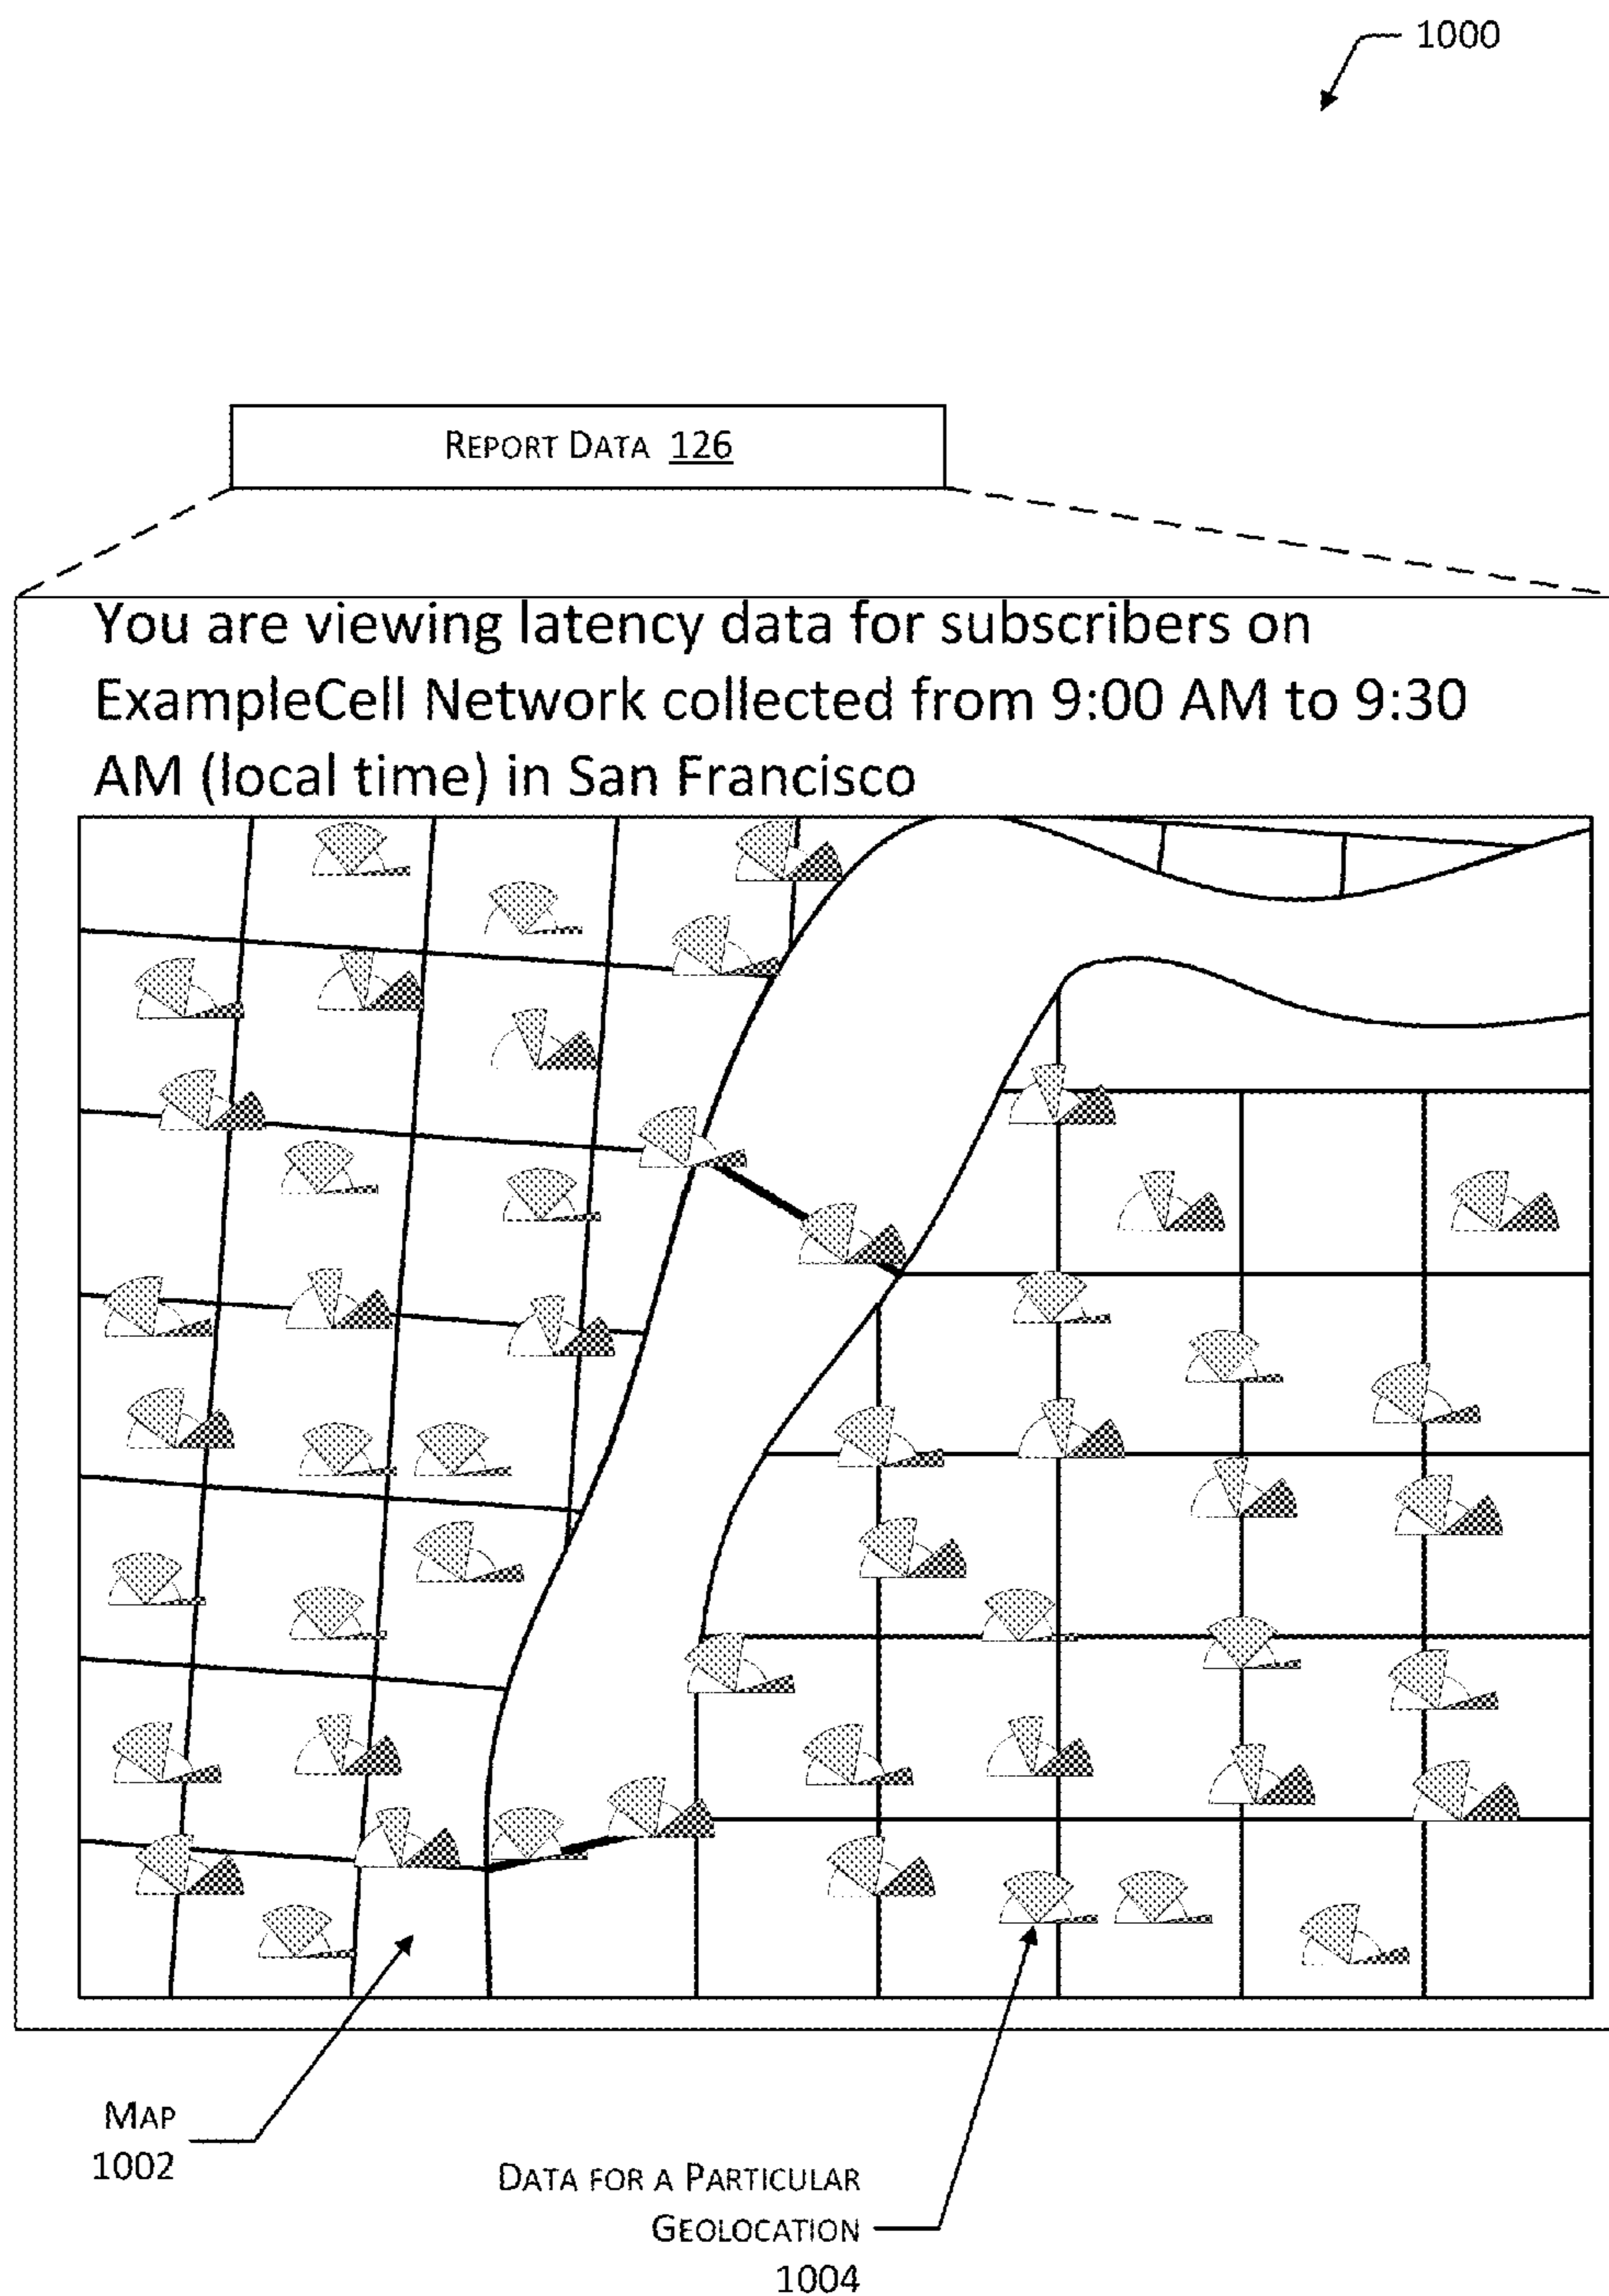 1000
REPORT DATA 126
You are viewing latency data for subscribers on
ExampleCell Network collected from 9:00 AM to 9:30
AM (local time) in San Francisco
MAP
1002
DATA FOR A PARTICULAR
GEOLOCATION
1004